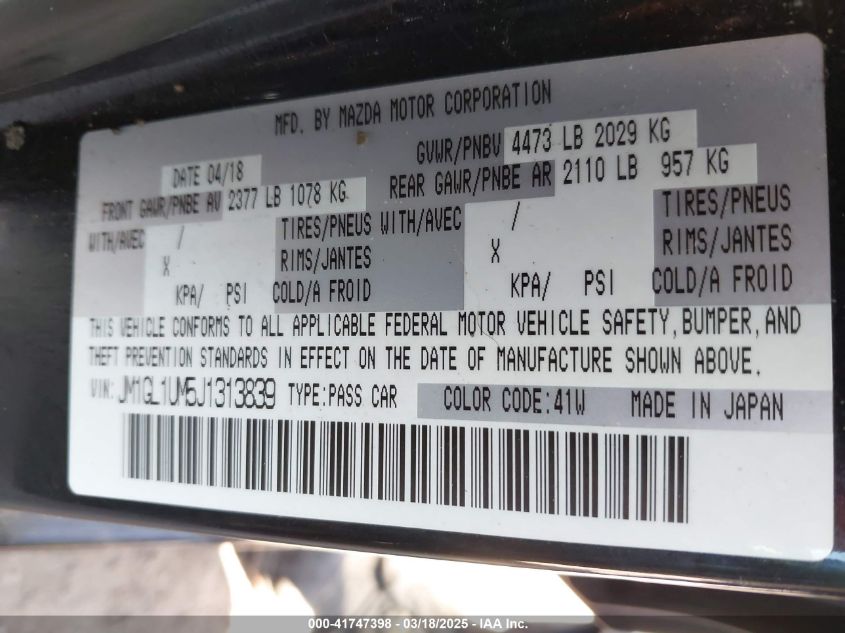 MFD. BY MAZDA MOTOR CORPORATION
DATE 04/18 GVWR/PNBV 4473 LB 2029 KG
FRONT GAWR/PNBE AV 2377 LB 1078 KG REAR GAWR/PNBE AR 2110 LB 957 KG
WITH/AVEC / TIRES/PNEUS WITH/AVEC / TIRES/PNEUS
X RIMS/JANTES X RIMS/JANTES
KPA/ PSI COLD/A FROID KPA/ PSI COLD/A FROID
THIS VEHICLE CONFORMS TO ALL APPLICABLE FEDERAL MOTOR VEHICLE SAFETY, BUMPER, AND
THEFT PREVENTION STANDARDS IN EFFECT ON THE DATE OF MANUFACTURE SHOWN ABOVE.
VIN: JM1GL1UM5J1313839 TYPE:PASS CAR COLOR CODE:41W MADE IN JAPAN
000-41747398 - 03/18/2025 - IAA Inc.